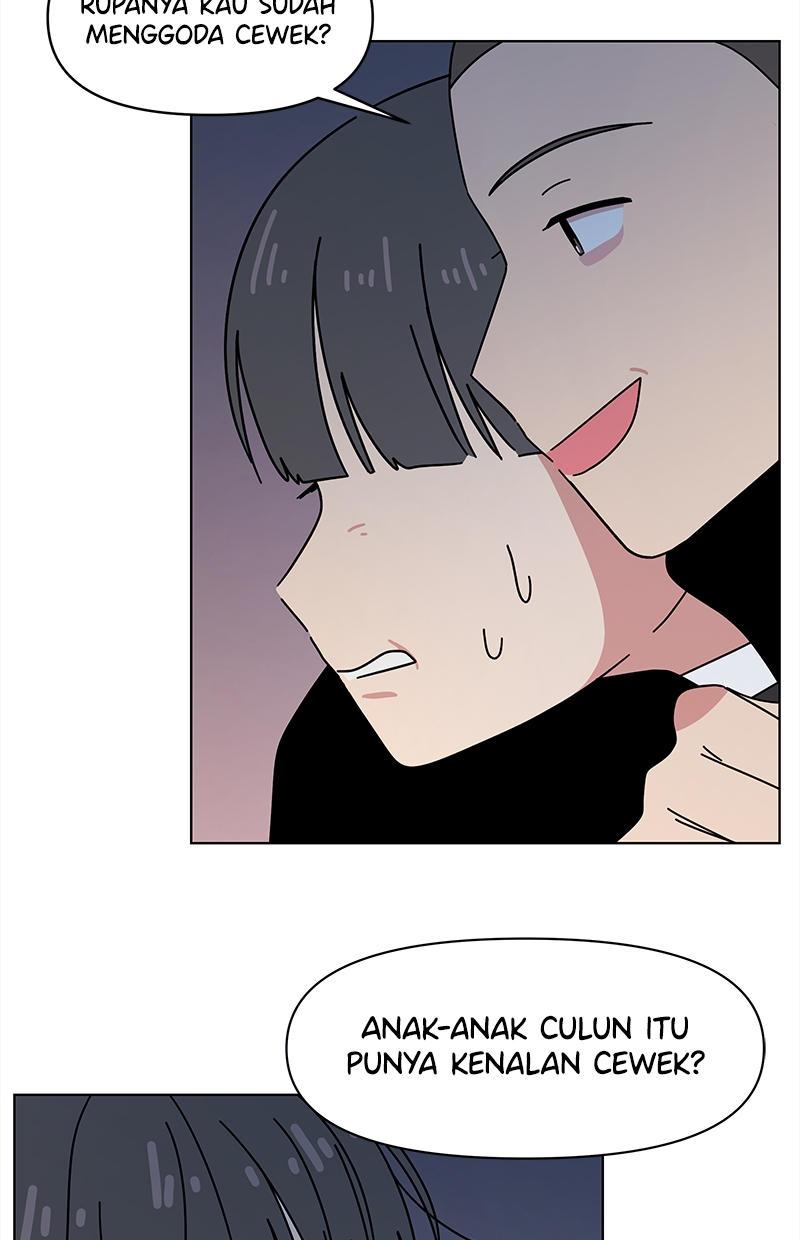 RUPANYA KAU SUDAH
MENGGODA CEWEK?
ANAK-ANAK CULUN ITU
PUNYA KENALAN CEWEK?